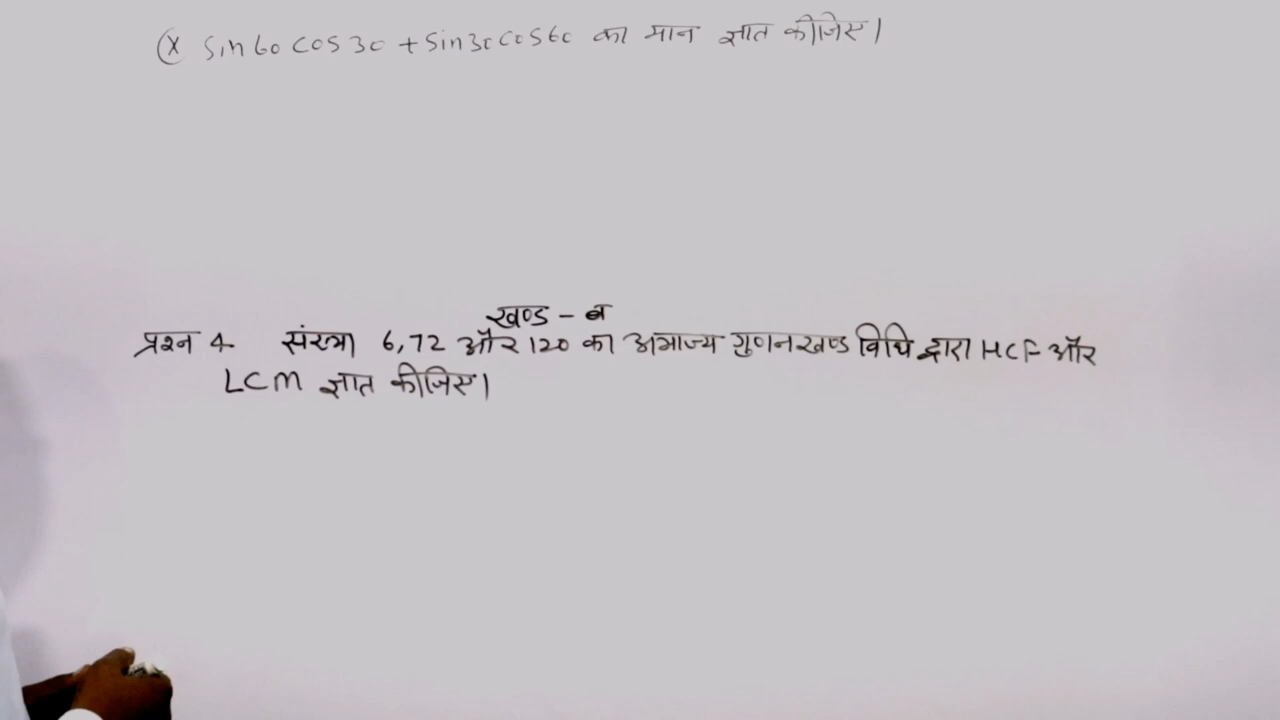 (x sin60 cos30 + sin30 cos60 का मान ज्ञात कीजिए।
खण्ड - ब
प्रश्न 4 संख्या 6,72 और 120 का अभाज्य गुणनखण्ड विधि द्वारा HCF और
LCM ज्ञात कीजिए।